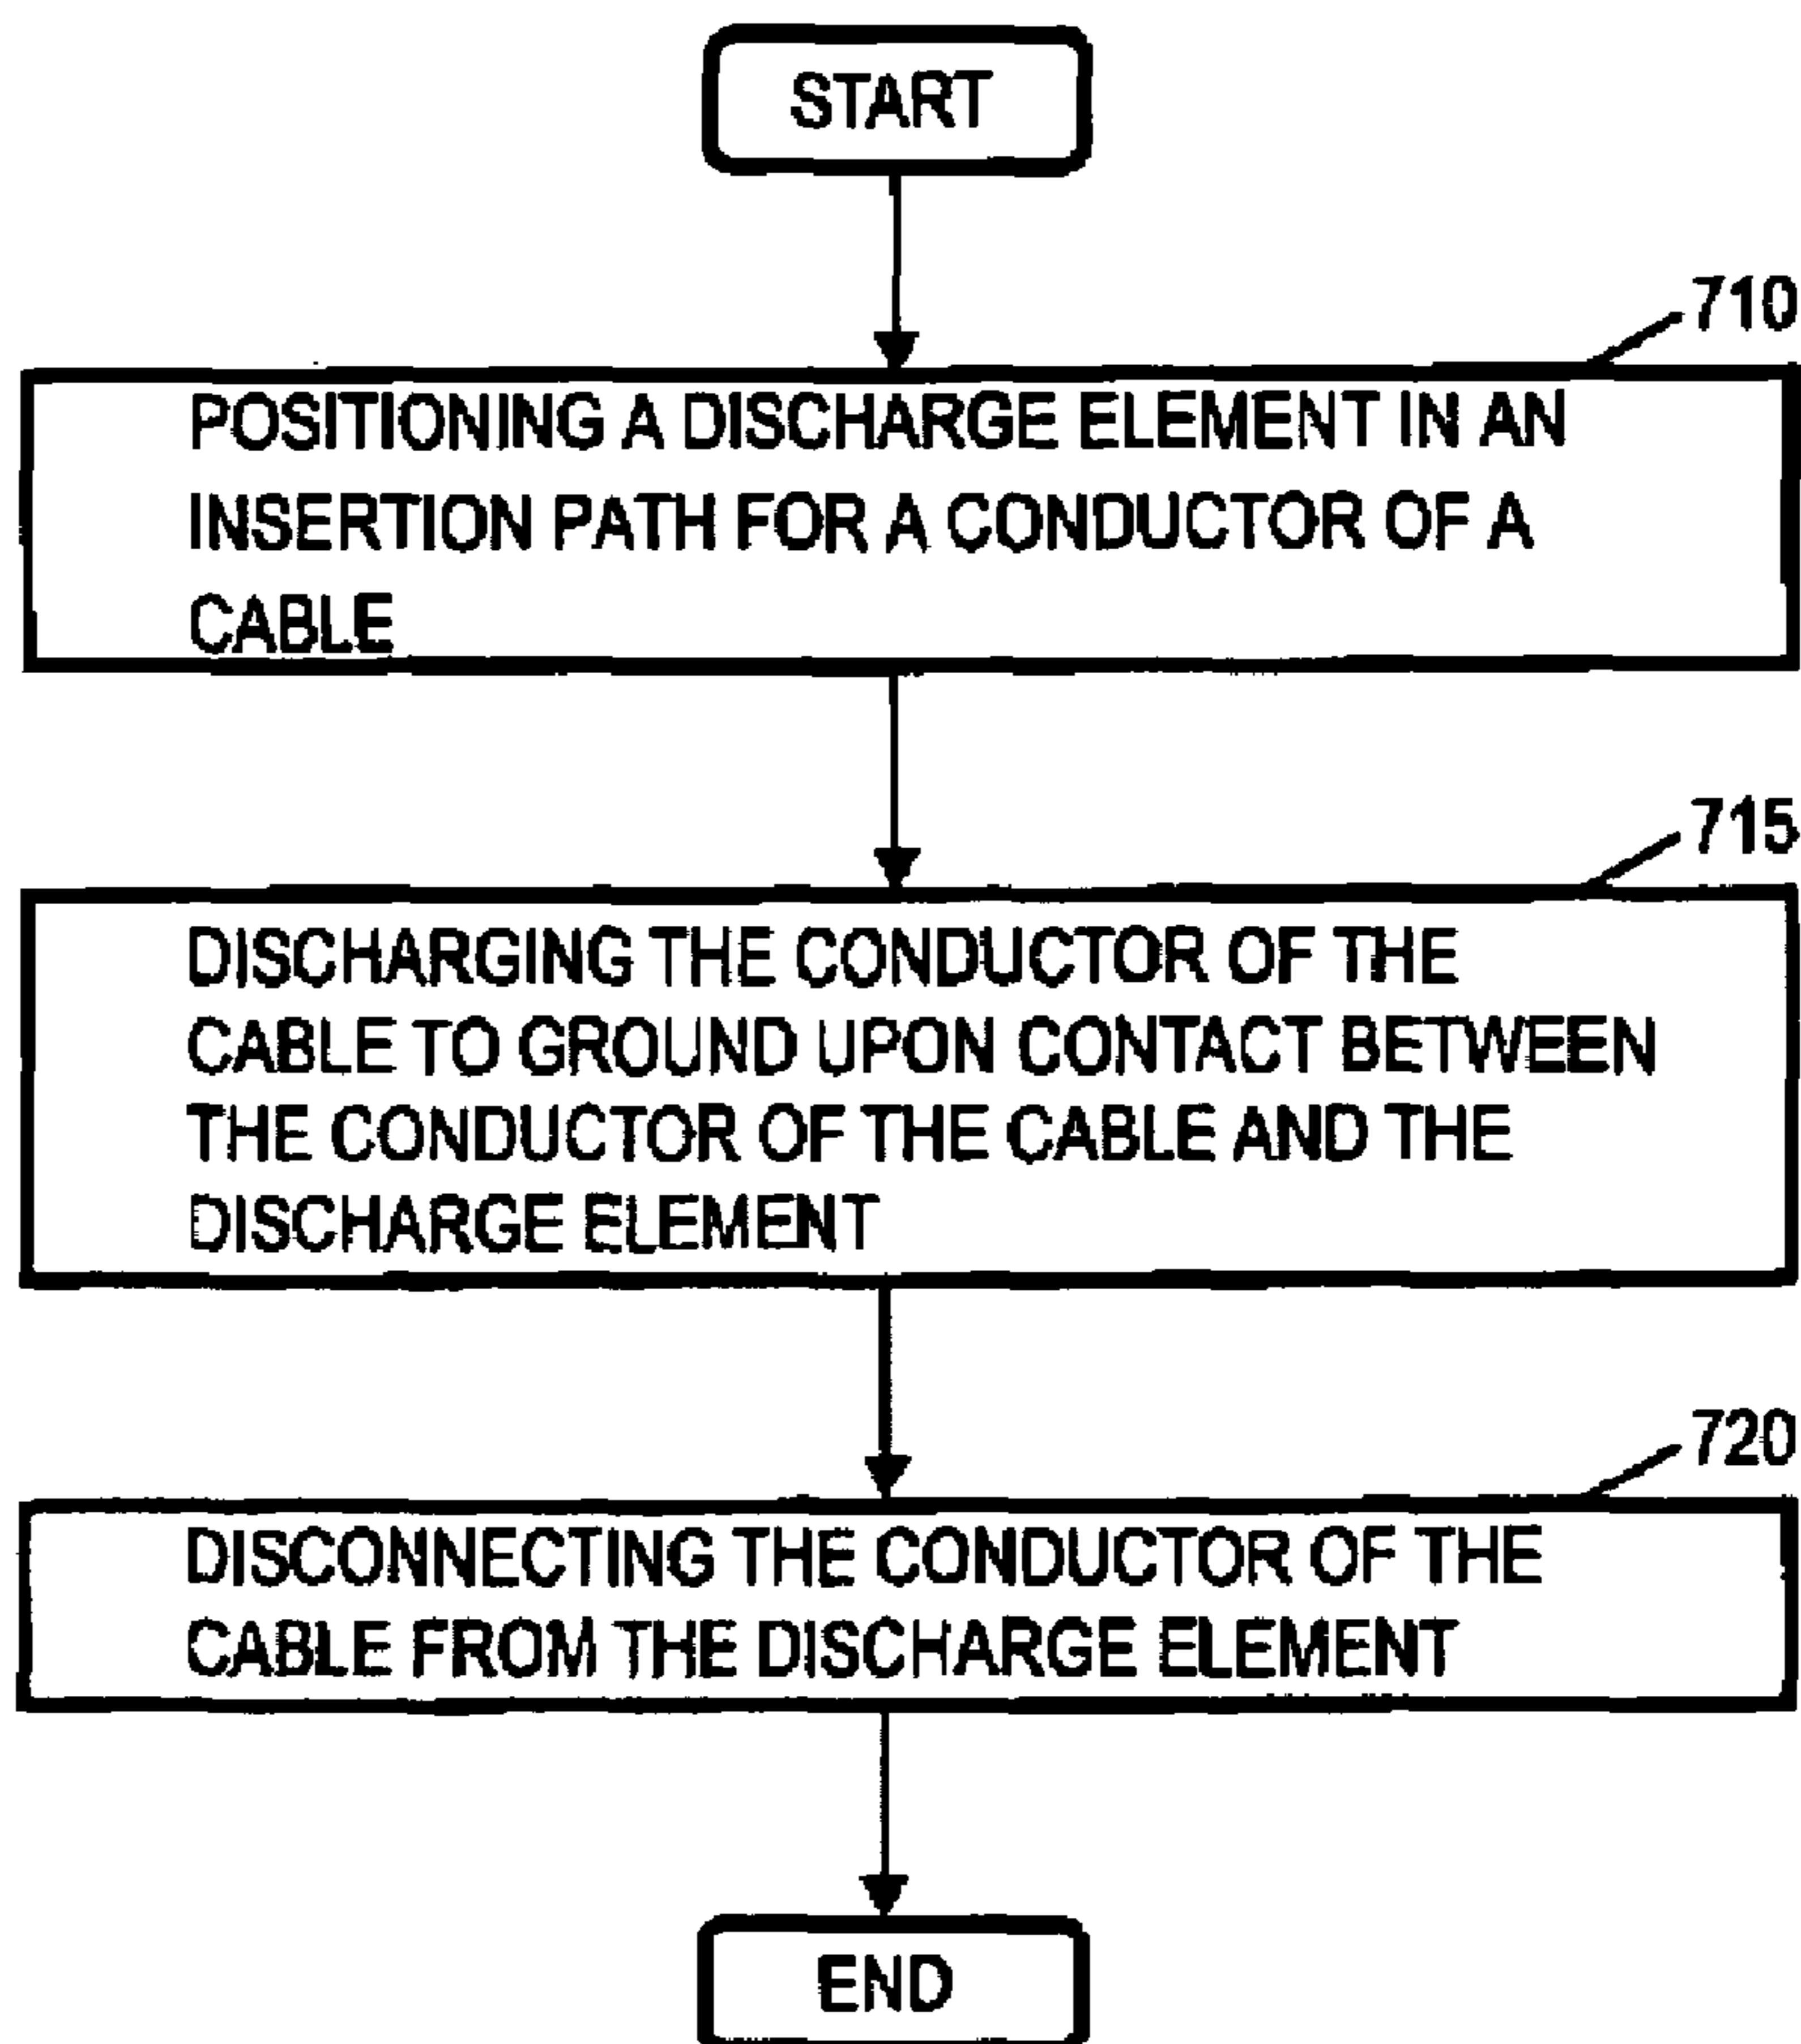 START
710
POSITIONING A DISCHARGE ELEMENT IN AN
INSERTION PATH FOR A CONDUCTOR OF A
CABLE
715
DISCHARGING THE CONDUCTOR OF THE
CABLE TO GROUND UPON CONTACT BETWEEN
THE CONDUCTOR OF THE CABLE AND THE
DISCHARGE ELEMENT
720
DISCONNECTING THE CONDUCTOR OF THE
CABLE FROM THE DISCHARGE ELEMENT
END